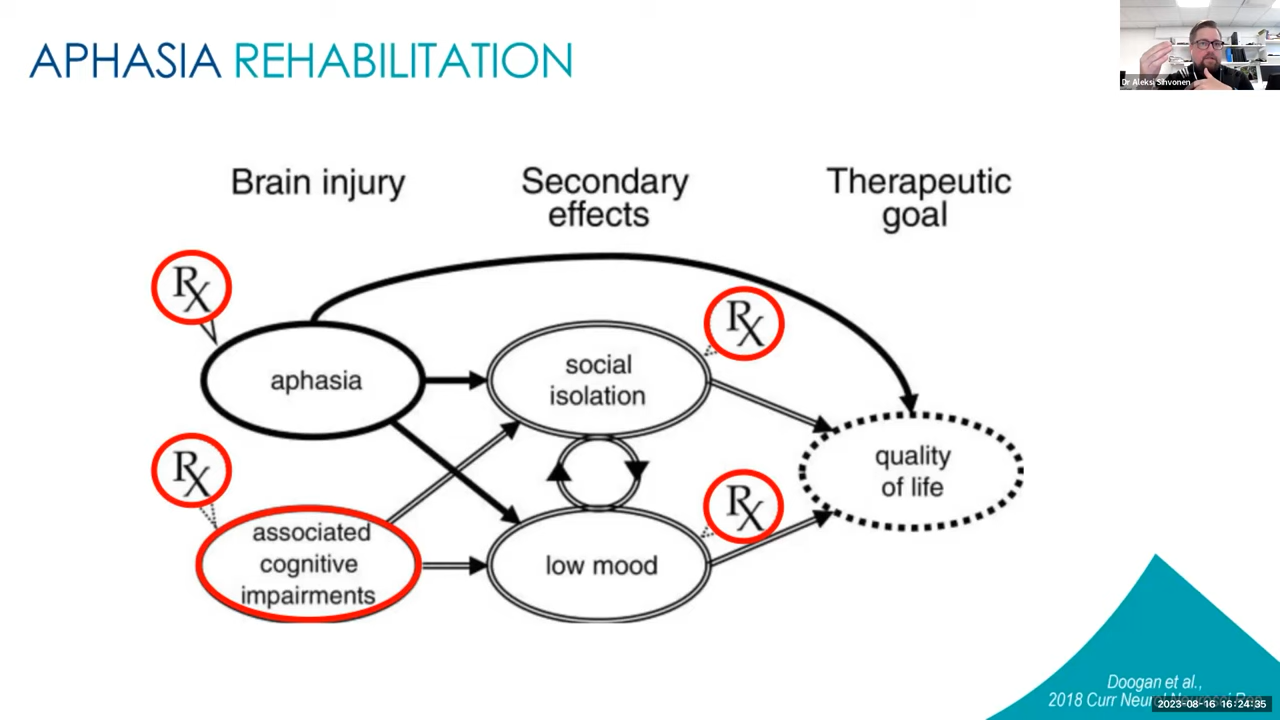 APHASIA REHABILITATION
Dr Aleksi Sihvonen
Brain injury
Secondary
effects
Therapeutic
goal
Rx
Rx
aphasia
social
isolation
quality
of life
Rx
Rx
associated
cognitive
impairments
low mood
Doogan et al.,
2018 Curr Neurol Neurosci Rep
2023-08-16 16:24:35